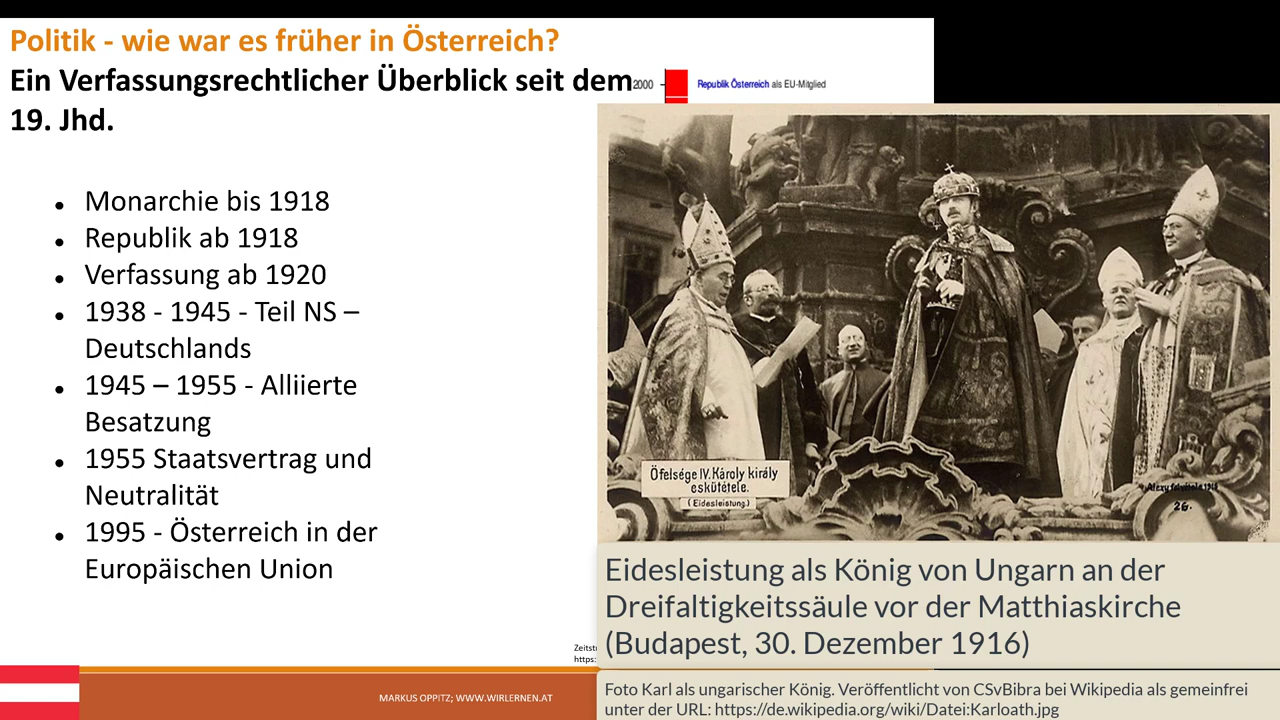 Politik - wie war es früher in Österreich?
Ein Verfassungsrechtlicher Überblick seit dem
19. Jhd.
2000
Republik Österreich als EU-Mitglied
Monarchie bis 1918
Republik ab 1918
Verfassung ab 1920
1938 - 1945 - Teil NS –
Deutschlands
1945 – 1955 - Alliierte
Besatzung
1955 Staatsvertrag und
Neutralität
1995 - Österreich in der
Europäischen Union
Öfelsége IV. Károly király
eskütétele.
(Eidesleistung.)
26.
Eidesleistung als König von Ungarn an der
Dreifaltigkeitssäule vor der Matthiaskirche
(Budapest, 30. Dezember 1916)
https:
MARKUS OPPITZ; WWW.WIRLERNEN.AT
Foto Karl als ungarischer König. Veröffentlicht von CSvBibra bei Wikipedia als gemeinfrei
unter der URL: https://de.wikipedia.org/wiki/Datei:Karloath.jpg